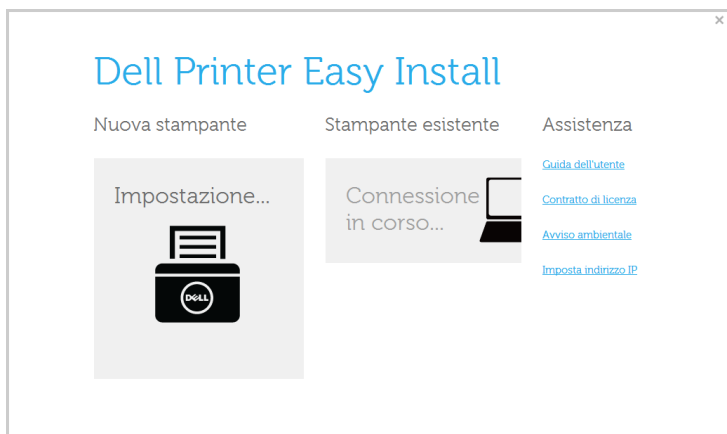 ×
Dell Printer Easy Install
Nuova stampante
Stampante esistente
Assistenza
Impostazione...
DELL
Connessione
in corso...
Guida dell'utente
Contratto di licenza
Avviso ambientale
Imposta indirizzo IP